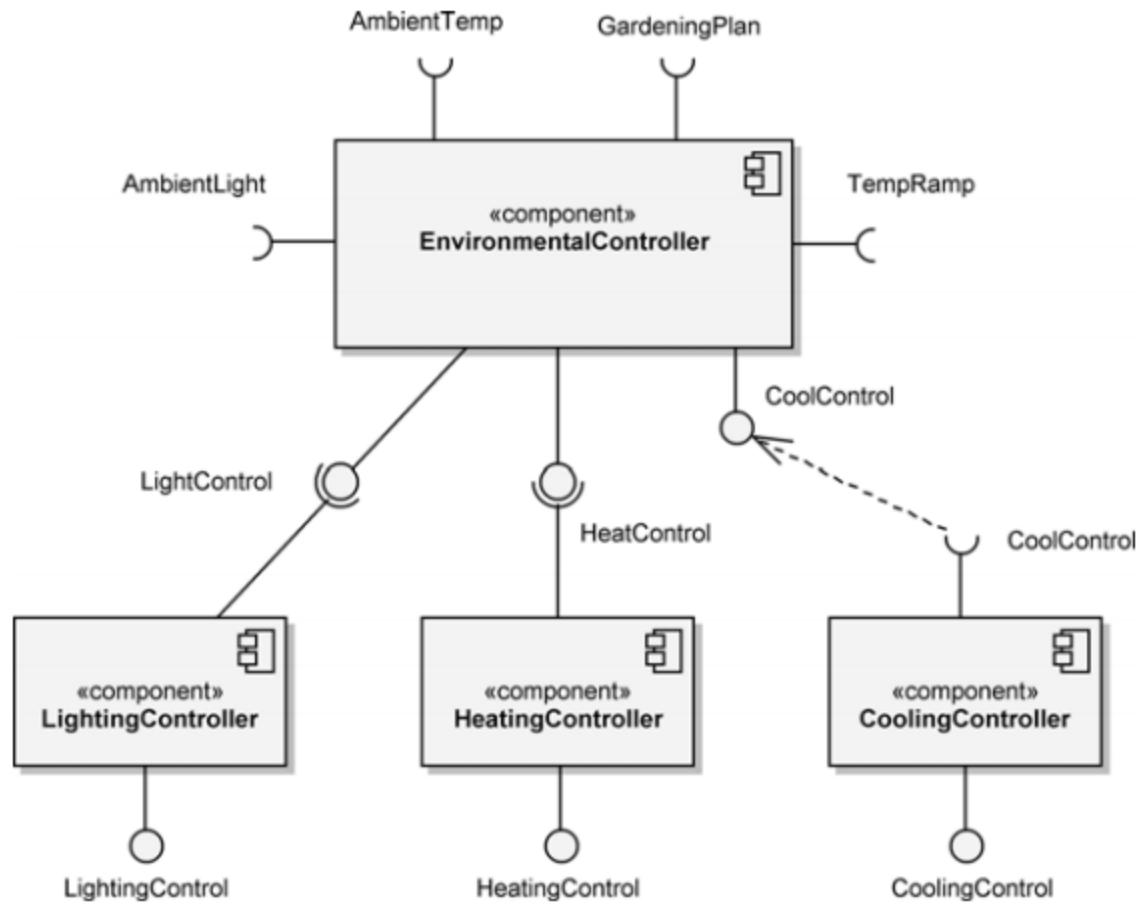 AmbientTemp
GardeningPlan
AmbientLight
TempRamp
«component»
EnvironmentalController
CoolControl
LightControl
HeatControl
CoolControl
«component»
LightingController
«component»
HeatingController
«component»
CoolingController
LightingControl
HeatingControl
CoolingControl